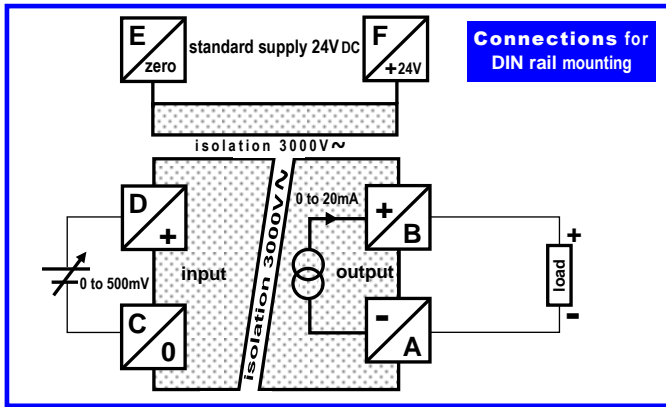 E
zero
standard supply 24V DC
F
+24V
Connections for
DIN rail mounting
isolation 3000V~
isolation 3000V~
D
+
0 to 500mV
input
C
0
0 to 20mA
output
+
B
-
A
+
load
-